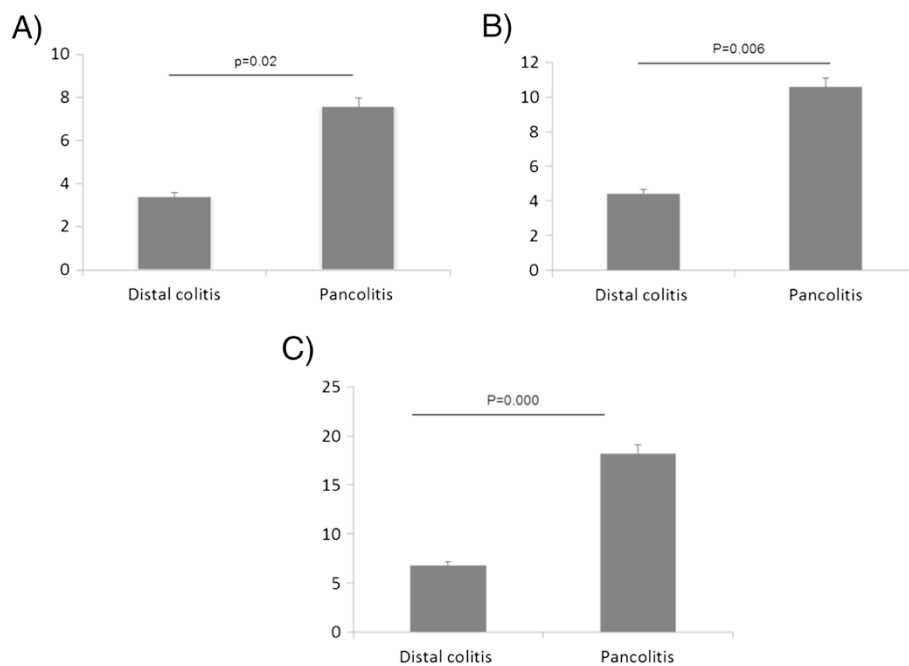 A)
10
8
6
4
2
0
p=0.02
Distal colitis Pancolitis
B)
12
10
8
6
4
2
0
P=0.006
Distal colitis Pancolitis
C)
25
20
15
10
5
0
P=0.000
Distal colitis Pancolitis